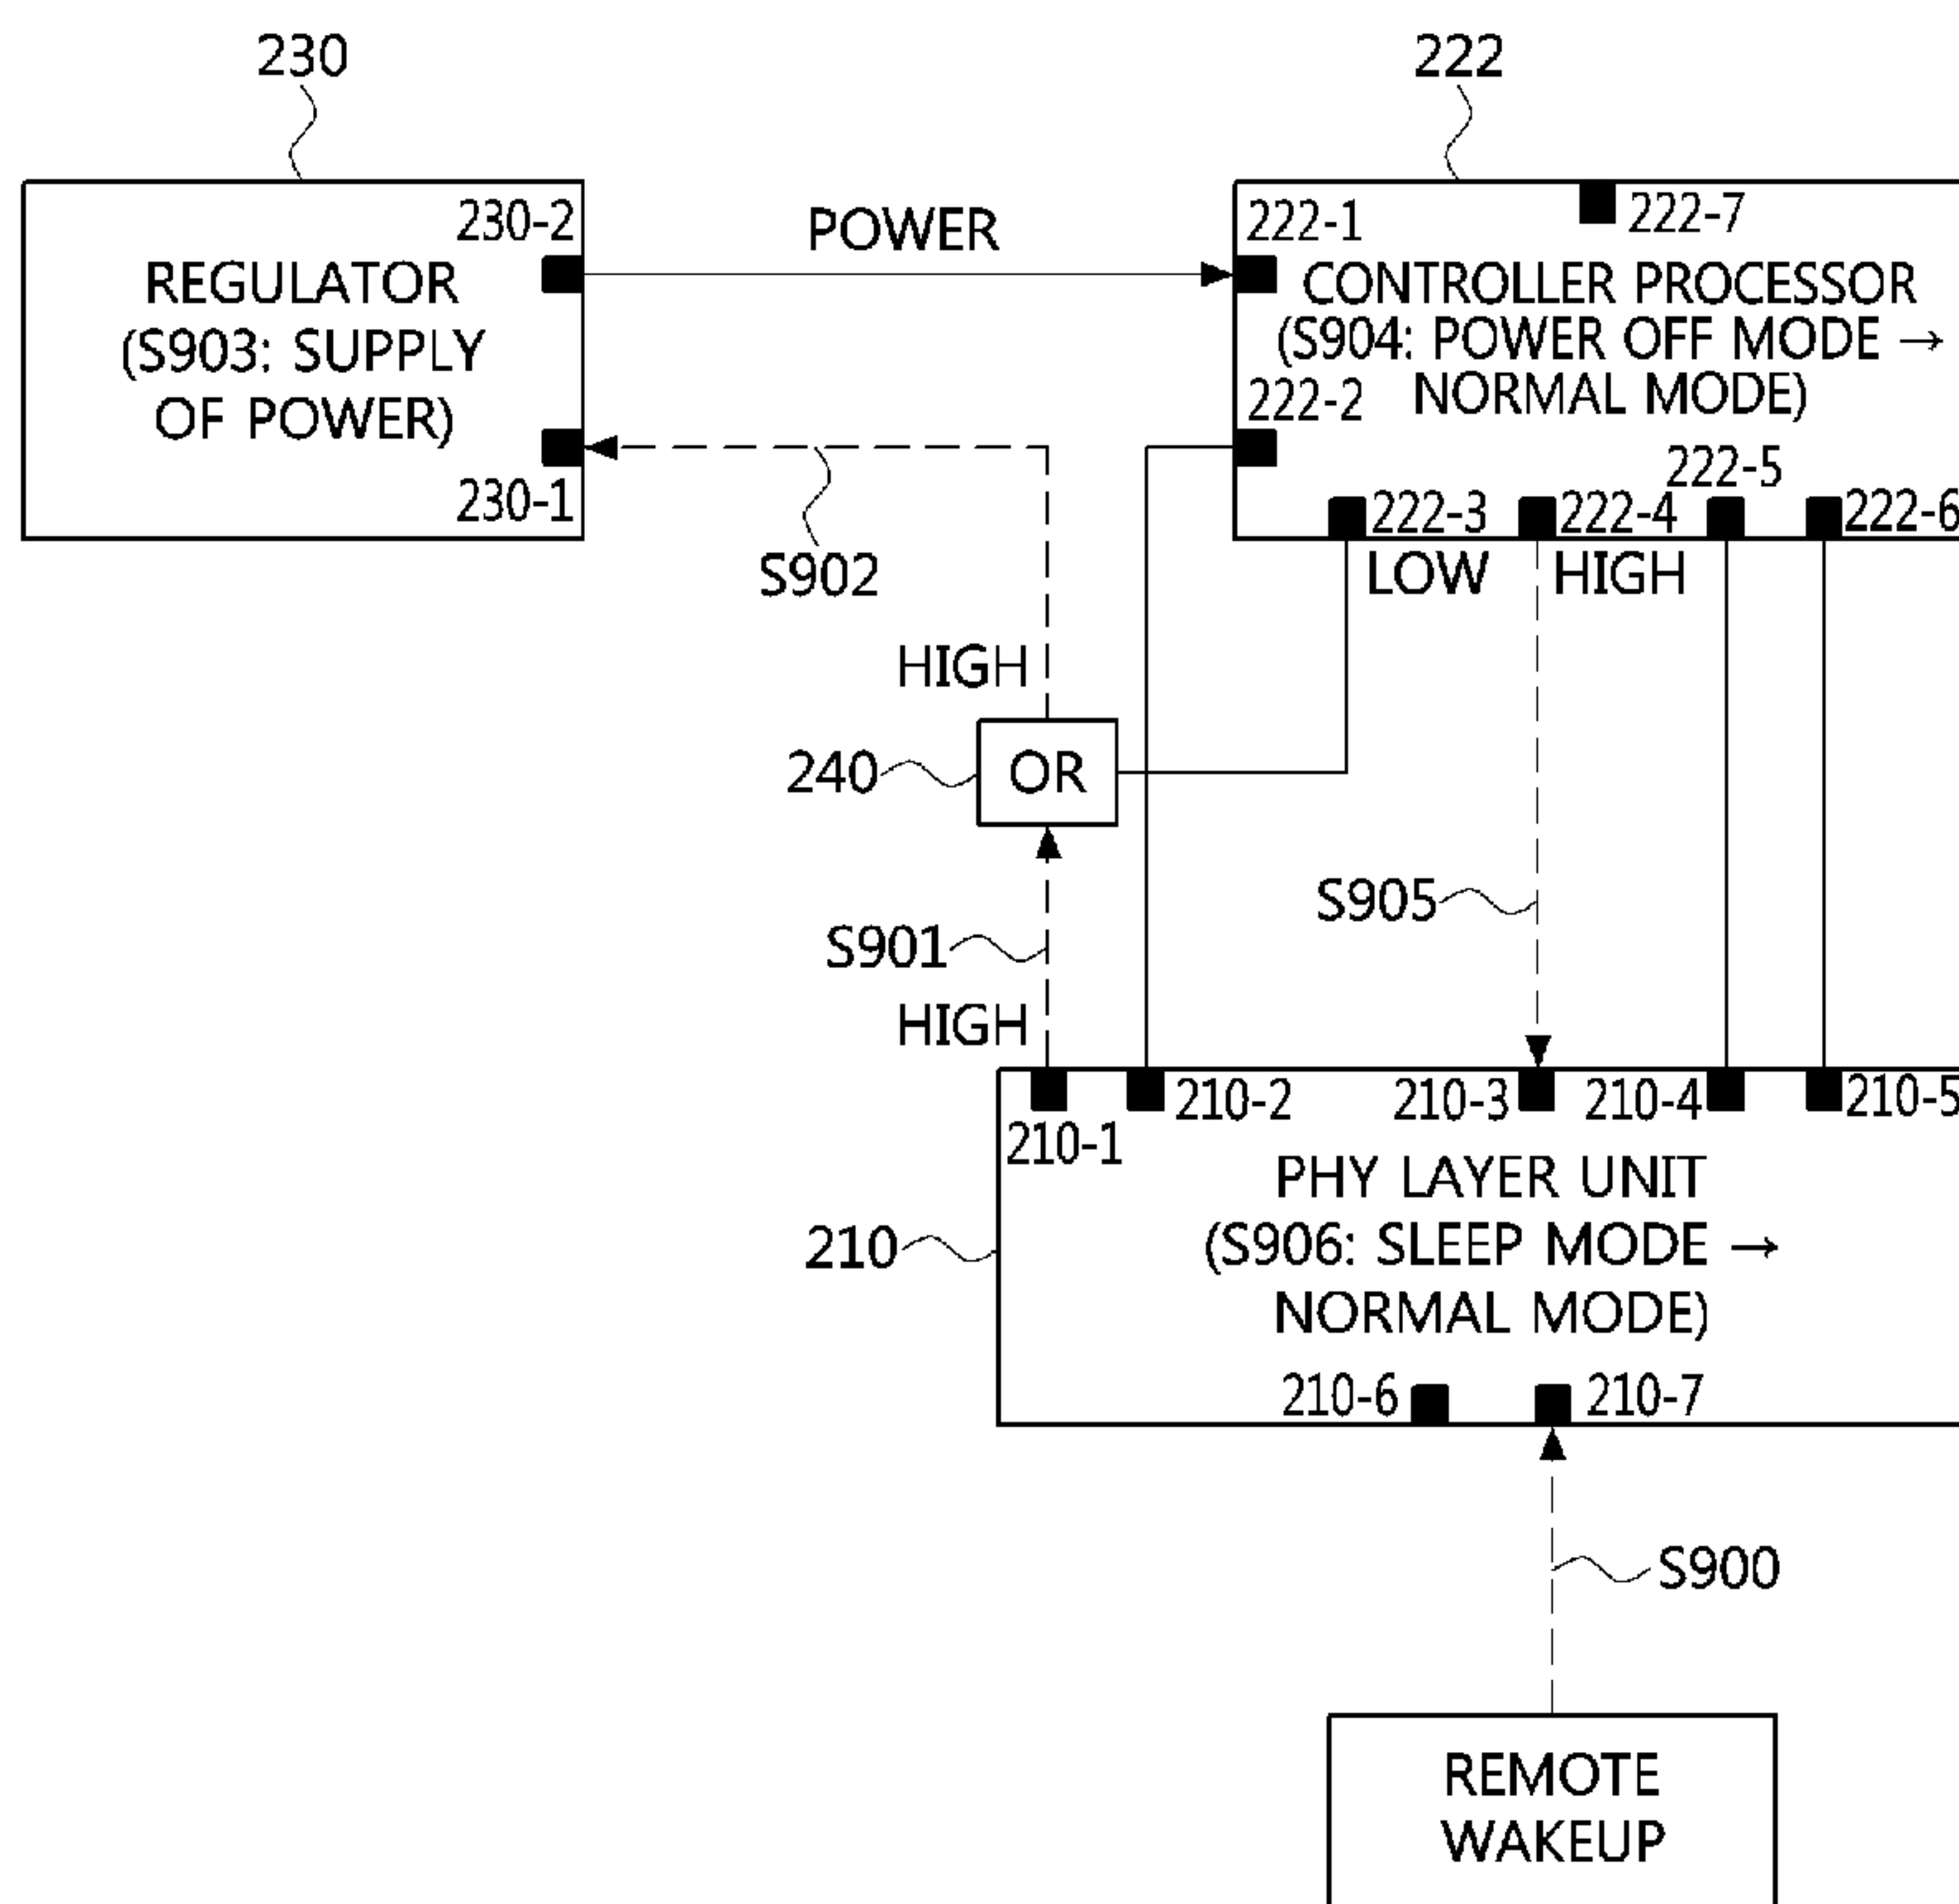 230
222
230-2
POWER
222-1
222-7
REGULATOR
(S903: SUPPLY
OF POWER)
CONTROLLER PROCESSOR
(S904: POWER OFF MODE →
NORMAL MODE)
222-2
230-1
222-3
222-4
222-5
222-6
S902
LOW
HIGH
HIGH
240
OR
S905
S901
HIGH
210-1
210-2
210-3
210-4
210-5
PHY LAYER UNIT
(S906: SLEEP MODE →
NORMAL MODE)
210
210-6
210-7
S900
REMOTE
WAKEUP